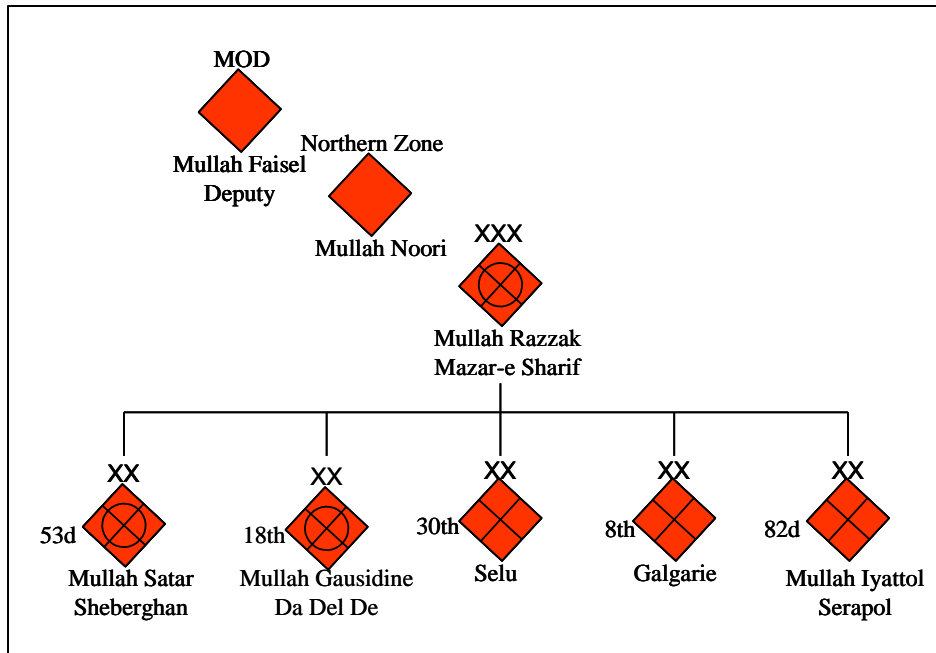 MOD
Mullah Faisel
Deputy
Northern Zone
Mullah Noori
XXX
Mullah Razzak
Mazar-e Sharif
XX
53d
Mullah Satar
Sheberghan
XX
18th
Mullah Gausidine
Da Del De
XX
30th
Selu
XX
8th
Galgarie
XX
82d
Mullah Iyattol
Serapol